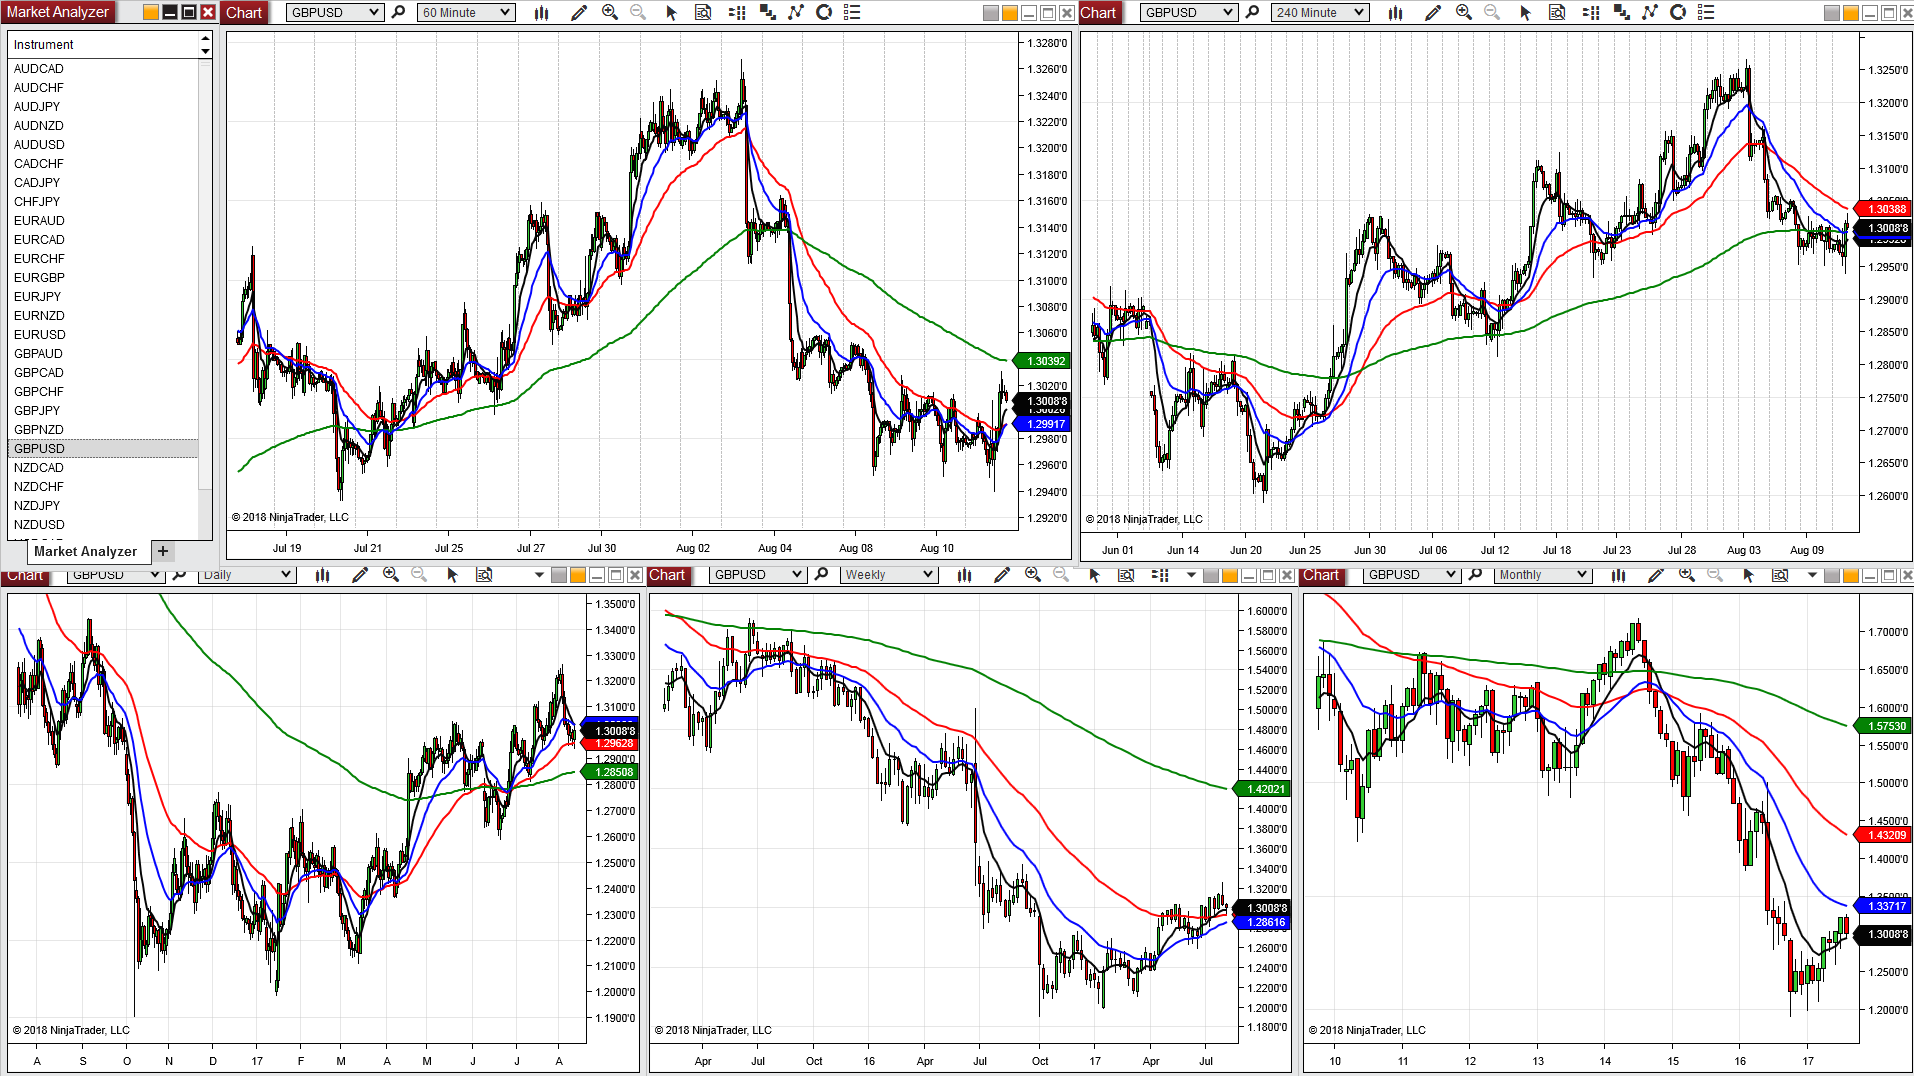 Market Analyzer
Instrument
AUDCAD
AUDCHF
AUDJPY
AUDNZD
AUDUSD
CADCHF
CADJPY
CHFJPY
EURAUD
EURCAD
EURCHF
EURGBP
EURJPY
EURNZD
EURUSD
GBPAUD
GBPCAD
GBPCHF
GBPJPY
GBPNZD
GBPUSD
NZDCAD
NZDCHF
NZDJPY
NZDUSD
Market Analyzer +
Chart GBPUSD 60 Minute
1.3280'0
1.3260'0
1.3240'0
1.3220'0
1.3200'0
1.3180'0
1.3160'0
1.3140'0
1.3120'0
1.3100'0
1.3080'0
1.3060'0
1.30392
1.3020'0
1.3008'8
1.29917
1.2980'0
1.2960'0
1.2940'0
1.2920'0
© 2018 NinjaTrader, LLC
Jul 19 Jul 21 Jul 25 Jul 27 Jul 30 Aug 02 Aug 04 Aug 08 Aug 10
Chart GBPUSD 240 Minute
1.3250'0
1.3200'0
1.3150'0
1.3100'0
1.30388
1.3008'8
1.2950'0
1.2900'0
1.2850'0
1.2800'0
1.2750'0
1.2700'0
1.2650'0
1.2600'0
© 2018 NinjaTrader, LLC
Jun 01 Jun 14 Jun 20 Jun 25 Jun 30 Jul 06 Jul 12 Jul 18 Jul 23 Jul 28 Aug 03 Aug 09
Chart GBPUSD Daily
1.3500'0
1.3400'0
1.3300'0
1.3200'0
1.3100'0
1.3008'8
1.29628
1.28508
1.2800'0
1.2700'0
1.2600'0
1.2500'0
1.2400'0
1.2300'0
1.2200'0
1.2100'0
1.2000'0
1.1900'0
© 2018 NinjaTrader, LLC
A S O N D 17 F M A M J J A
Chart GBPUSD Weekly
1.6000'0
1.5800'0
1.5600'0
1.5400'0
1.5200'0
1.5000'0
1.4800'0
1.4600'0
1.4400'0
1.42021
1.4000'0
1.3800'0
1.3600'0
1.3400'0
1.3200'0
1.3008'8
1.28616
1.2600'0
1.2400'0
1.2200'0
1.2000'0
1.1800'0
© 2018 NinjaTrader, LLC
Apr Jul Oct 16 Apr Jul Oct 17 Apr Jul
Chart GBPUSD Monthly
1.7000'0
1.6500'0
1.6000'0
1.57530
1.5500'0
1.5000'0
1.4500'0
1.43209
1.4000'0
1.33717
1.3008'8
1.2500'0
1.2000'0
© 2018 NinjaTrader, LLC
10 11 12 13 14 15 16 17